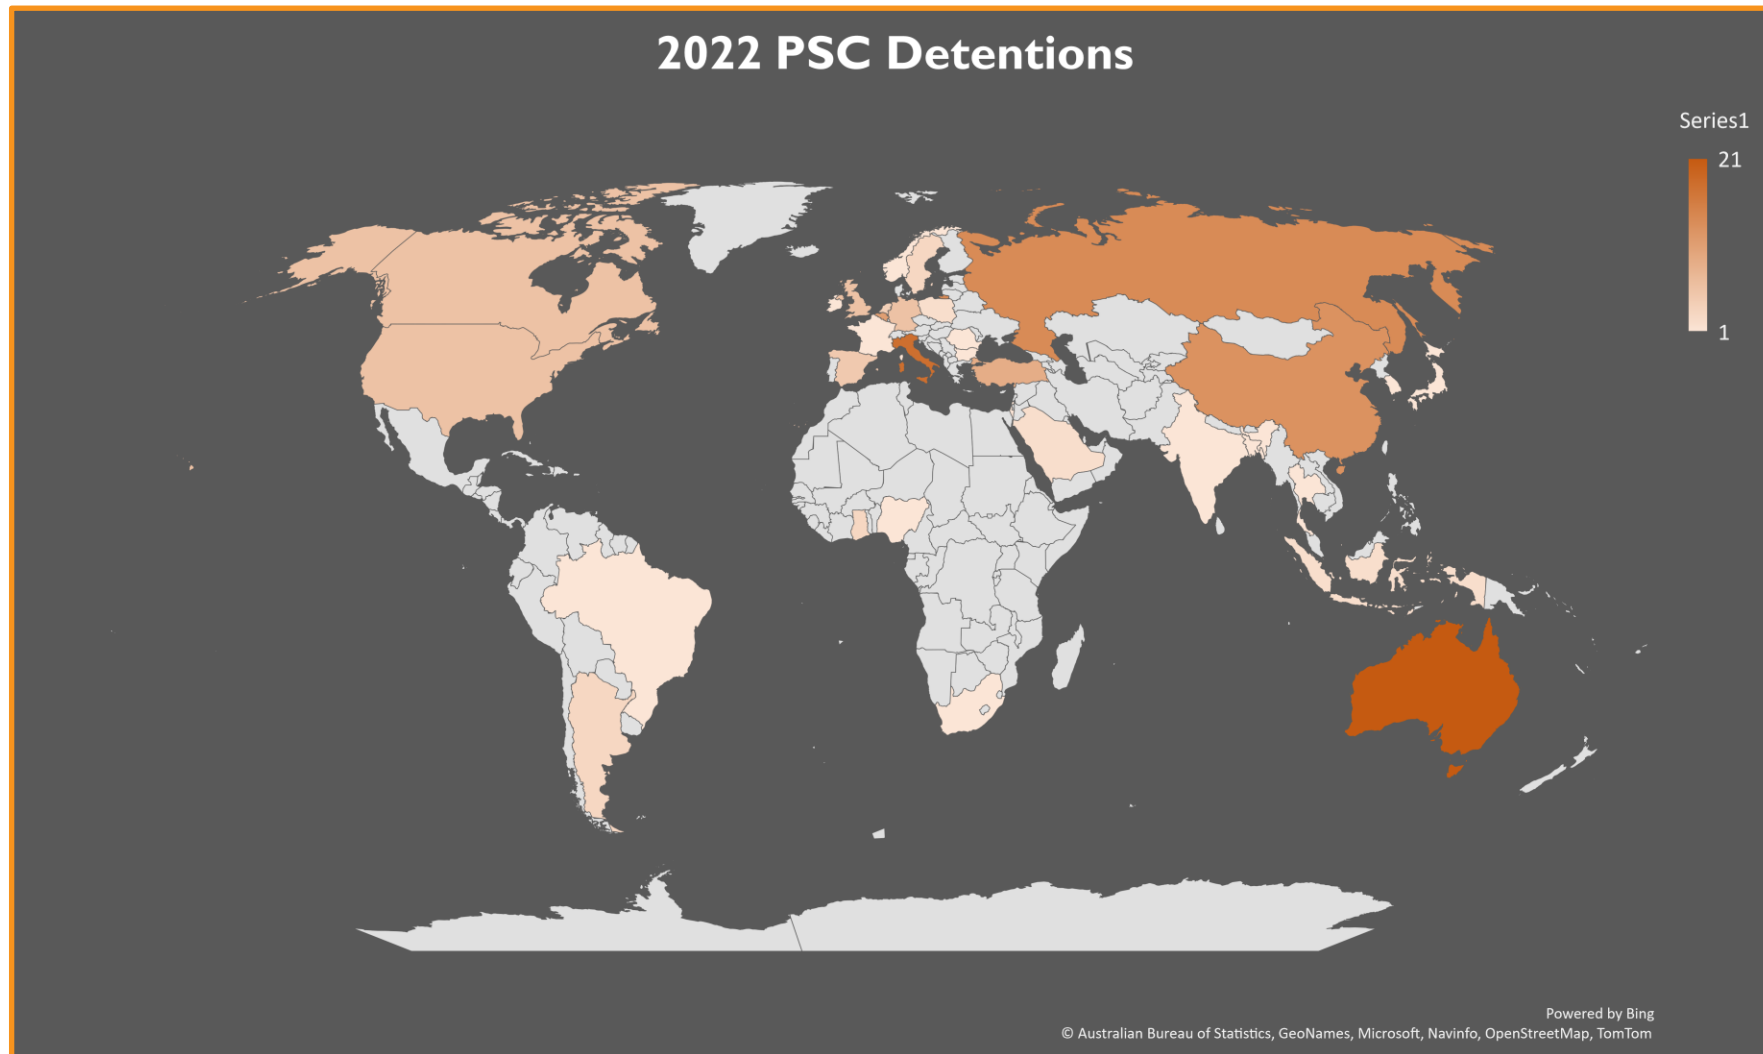 2022 PSC Detentions
Series1
21
1
Powered by Bing
© Australian Bureau of Statistics, GeoNames, Microsoft, Navinfo, OpenStreetMap, TomTom